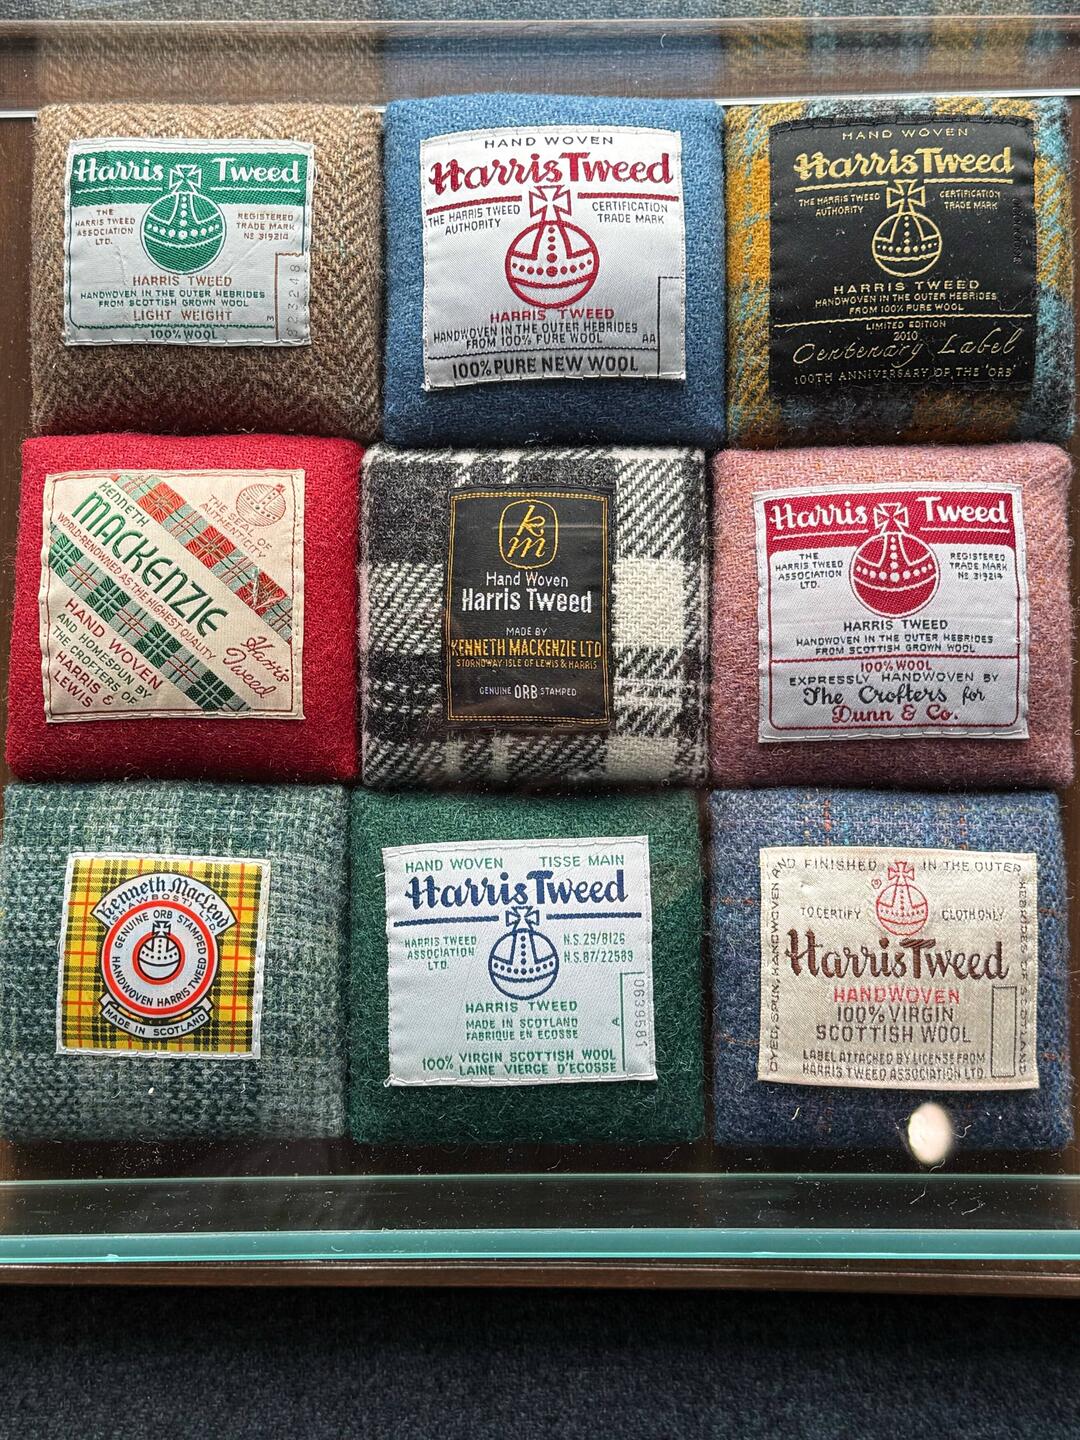 Harris Tweed
THE
HARRIS TWEED
ASSOCIATION
LTD.
REGISTERED
TRADE MARK
Nº 319214
HARRIS TWEED
HANDWOVEN IN THE OUTER HEBRIDES
FROM SCOTTISH GROWN WOOL
LIGHT WEIGHT
100% WOOL
HAND WOVEN
Harris Tweed
THE HARRIS TWEED
AUTHORITY
CERTIFICATION
TRADE MARK
HARRIS TWEED
HANDWOVEN IN THE OUTER HEBRIDES
FROM 100% PURE WOOL
AA
100% PURE NEW WOOL
HAND WOVEN
Harris Tweed
THE HARRIS TWEED
AUTHORITY
CERTIFICATION
TRADE MARK
HARRIS TWEED
HANDWOVEN IN THE OUTER HEBRIDES
FROM 100% PURE WOOL
LIMITED EDITION
2010
Centenary Label
100TH ANNIVERSARY OF THE 'ORB'
THE SEAL OF
AUTHENTICITY
KENNETH
MACKENZIE
WORLD-RENOWNED AS THE HIGHEST QUALITY
Harris
Tweed
HAND WOVEN
AND HOMESPUN BY
THE CROFTERS OF
HARRIS &
LEWIS
km
Hand Woven
Harris Tweed
MADE BY
KENNETH MACKENZIE LTD
STORNOWAY·ISLE OF LEWIS & HARRIS
GENUINE ORB STAMPED
Harris Tweed
THE
HARRIS TWEED
ASSOCIATION
LTD.
REGISTERED
TRADE MARK
Nº 319214
HARRIS TWEED
HANDWOVEN IN THE OUTER HEBRIDES
FROM SCOTTISH GROWN WOOL
100% WOOL
EXPRESSLY HANDWOVEN BY
The Crofters for
Dunn & Co.
Kenneth Macleod
(SHAWBOST) LTD.
GENUINE ORB STAMPED
HANDWOVEN HARRIS TWEED
MADE IN SCOTLAND
HAND WOVEN TISSE MAIN
Harris Tweed
HARRIS TWEED
ASSOCIATION
LTD.
N.S.29/8126
N.S.87/22589
HARRIS TWEED
MADE IN SCOTLAND
FABRIQUE EN ECOSSE
A
0639581
100% VIRGIN SCOTTISH WOOL
LAINE VIERGE D'ECOSSE
DYED, SPUN, HANDWOVEN AND FINISHED IN THE OUTER HEBRIDES OF SCOTLAND
®
TO CERTIFY CLOTH ONLY
Harris Tweed
HANDWOVEN
100% VIRGIN
SCOTTISH WOOL
LABEL ATTACHED BY LICENSE FROM
HARRIS TWEED ASSOCIATION LTD